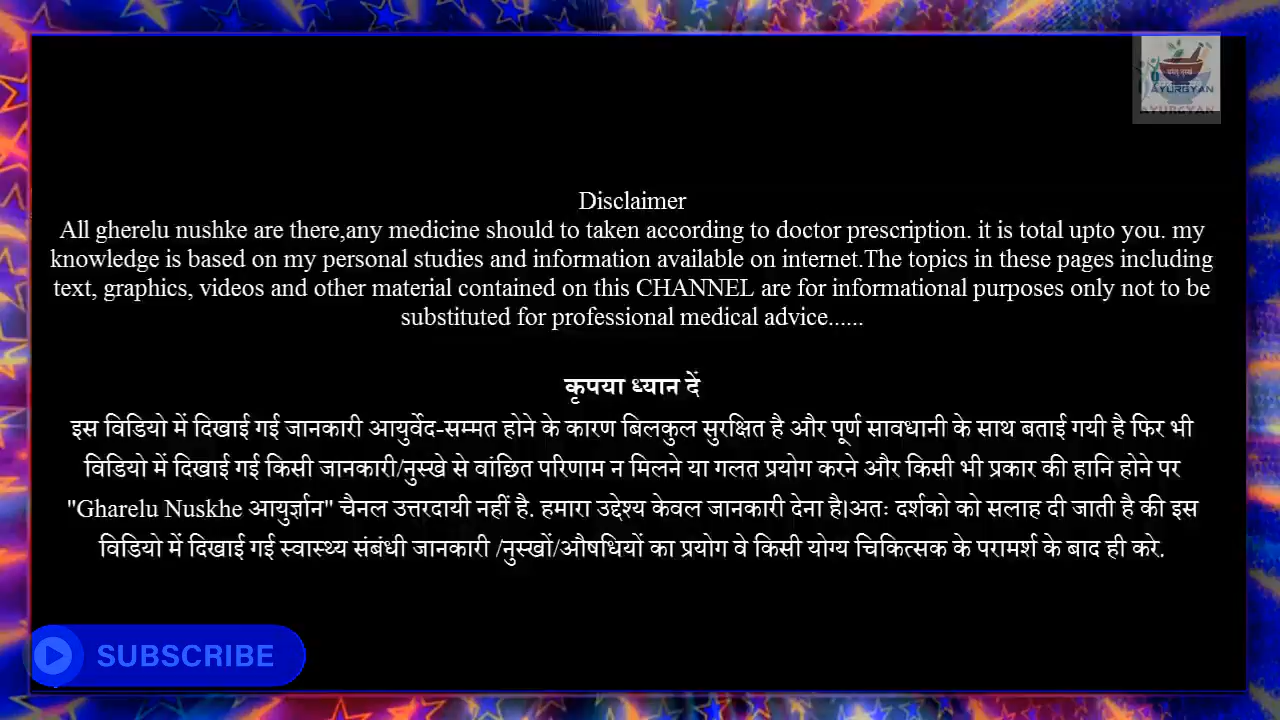 AYURGYAN
AYURGYAN
Disclaimer
All gherelu nushke are there,any medicine should to taken according to doctor prescription. it is total upto you. my
knowledge is based on my personal studies and information available on internet.The topics in these pages including
text, graphics, videos and other material contained on this CHANNEL are for informational purposes only not to be
substituted for professional medical advice......
कृपया ध्यान दें
इस विडियो में दिखाई गई जानकारी आयुर्वेद-सम्मत होने के कारण बिलकुल सुरक्षित है और पूर्ण सावधानी के साथ बताई गयी है फिर भी
विडियो में दिखाई गई किसी जानकारी/नुस्खे से वांछित परिणाम न मिलने या गलत प्रयोग करने और किसी भी प्रकार की हानि होने पर
"Gharelu Nuskhe आयुर्ज्ञान" चैनल उत्तरदायी नहीं है. हमारा उद्देश्य केवल जानकारी देना है।अतः दर्शको को सलाह दी जाती है की इस
विडियो में दिखाई गई स्वास्थ्य संबंधी जानकारी /नुस्खों/औषधियों का प्रयोग वे किसी योग्य चिकित्सक के परामर्श के बाद ही करे.
SUBSCRIBE